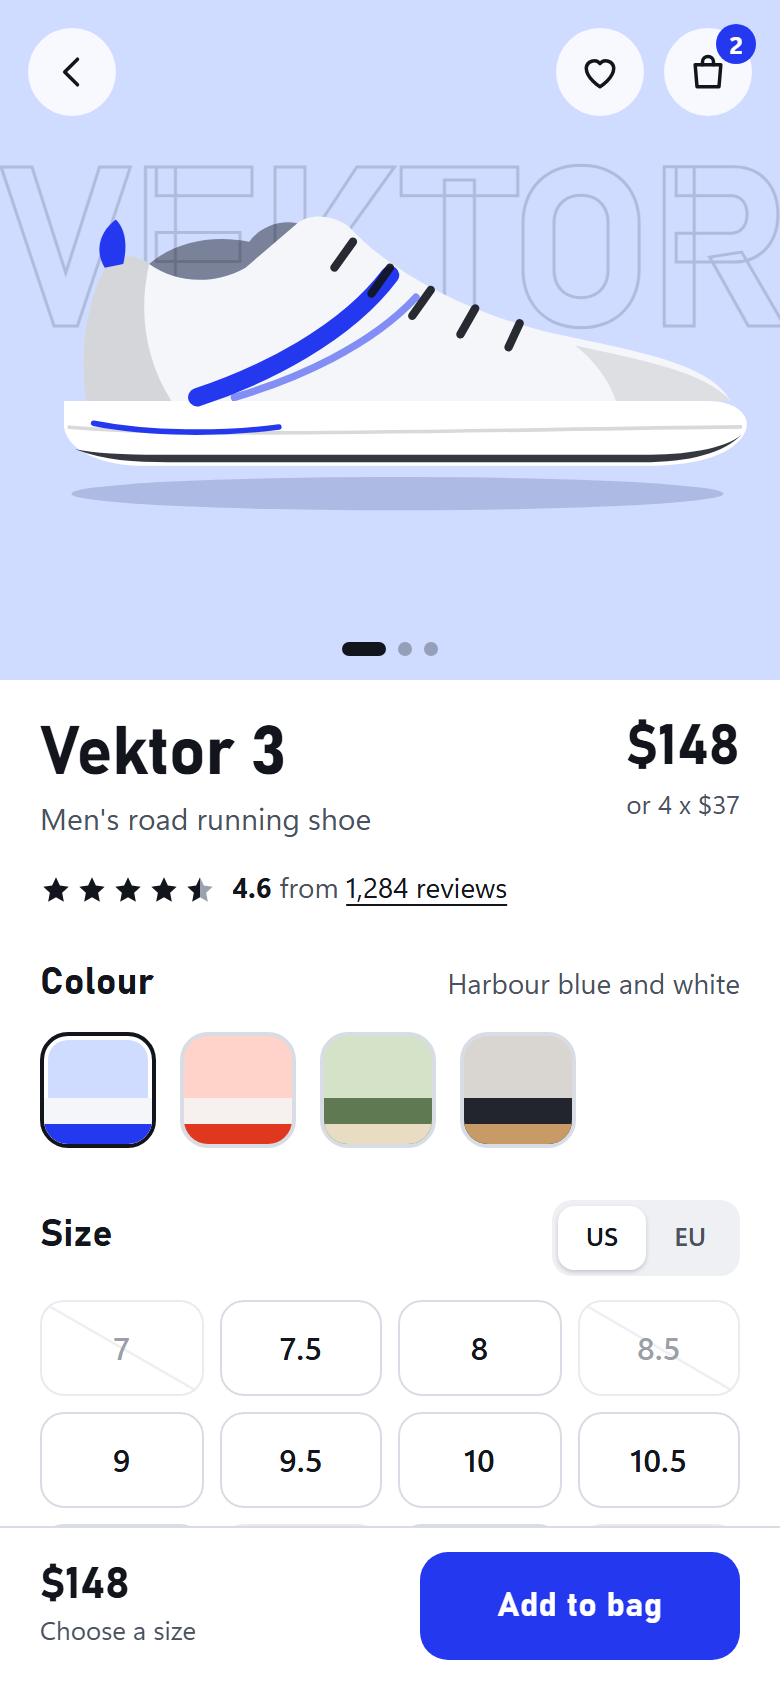 2
VEKTOR
Vektor 3
$148
Men's road running shoe
or 4 x $37
4.6 from 1,284 reviews
Colour
Harbour blue and white
Size
US
EU
7
7.5
8
8.5
9
9.5
10
10.5
$148
Choose a size
Add to bag